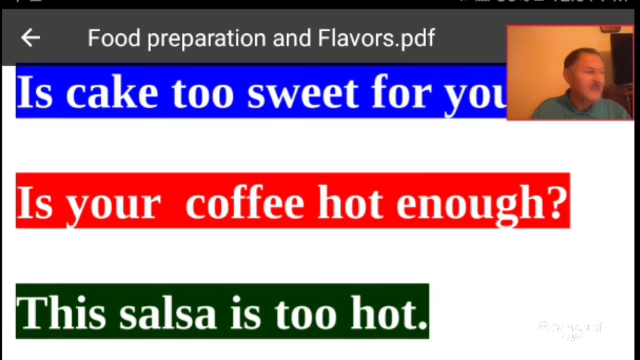 Food preparation and Flavors.pdf
Is cake too sweet for you
Is your coffee hot enough?
This salsa is too hot.